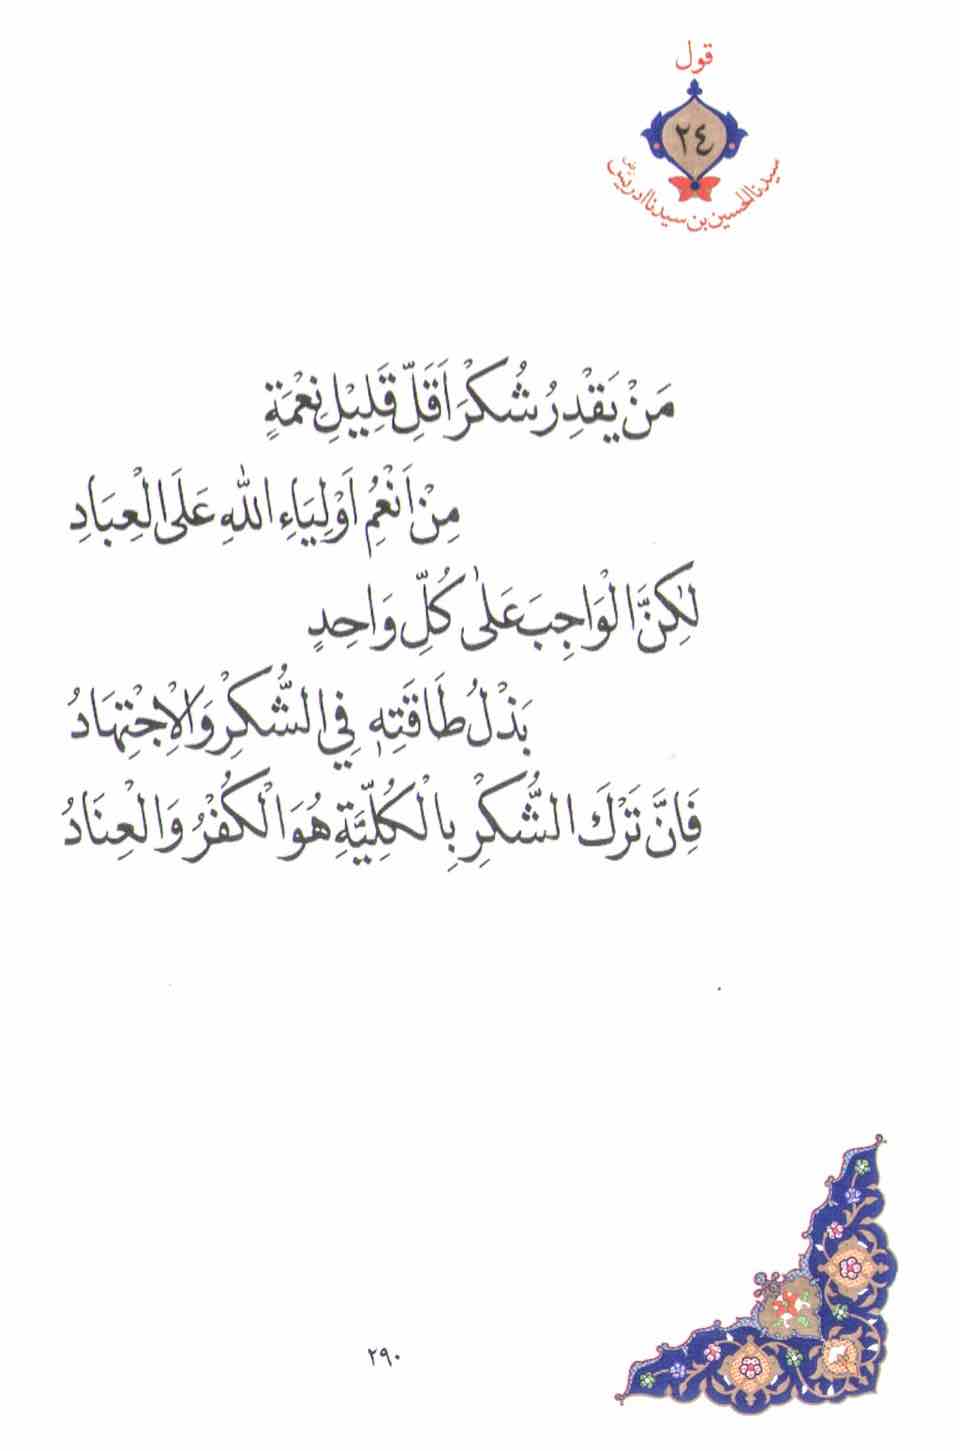 قول
٢٤
سيدنا الحسين بن سيدنا ادريس رض
مَنْ يَقْدِرُ شُكْرَ اَقَلِّ قَلِيْلِ نِعْمَةٍ
مِنْ اَنْعُمِ اَوْلِيَاءِ اللهِ عَلَى الْعِبَادِ
لٰكِنَّ الْوَاجِبَ عَلٰى كُلِّ وَاحِدٍ
بَذْلُ طَاقَتِهٖ فِي الشُّكْرِ وَالْاِجْتِهَادُ
فَاِنَّ تَرْكَ الشُّكْرِ بِالْكُلِّيَّةِ هُوَ الْكُفْرُ وَالْعِنَادُ
٢٩٠